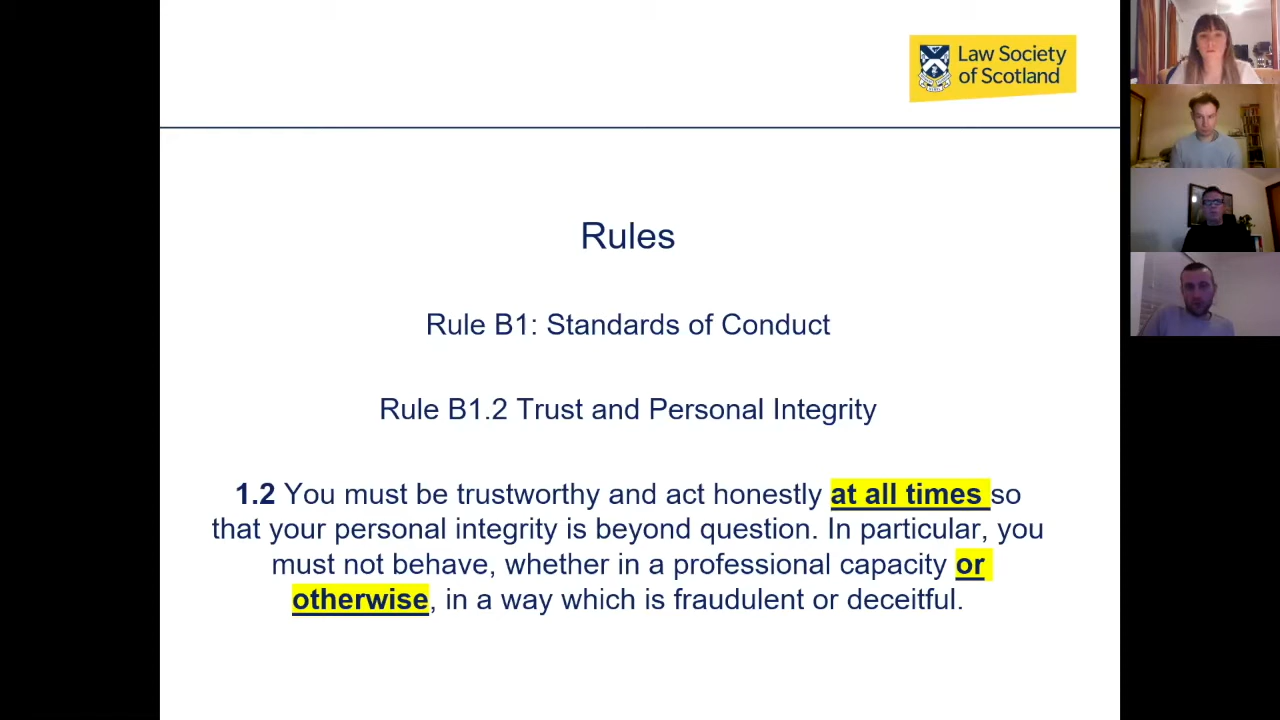 Law Society
of Scotland
Rules
Rule B1: Standards of Conduct
Rule B1.2 Trust and Personal Integrity
1.2 You must be trustworthy and act honestly at all times so
that your personal integrity is beyond question. In particular, you
must not behave, whether in a professional capacity or
otherwise, in a way which is fraudulent or deceitful.